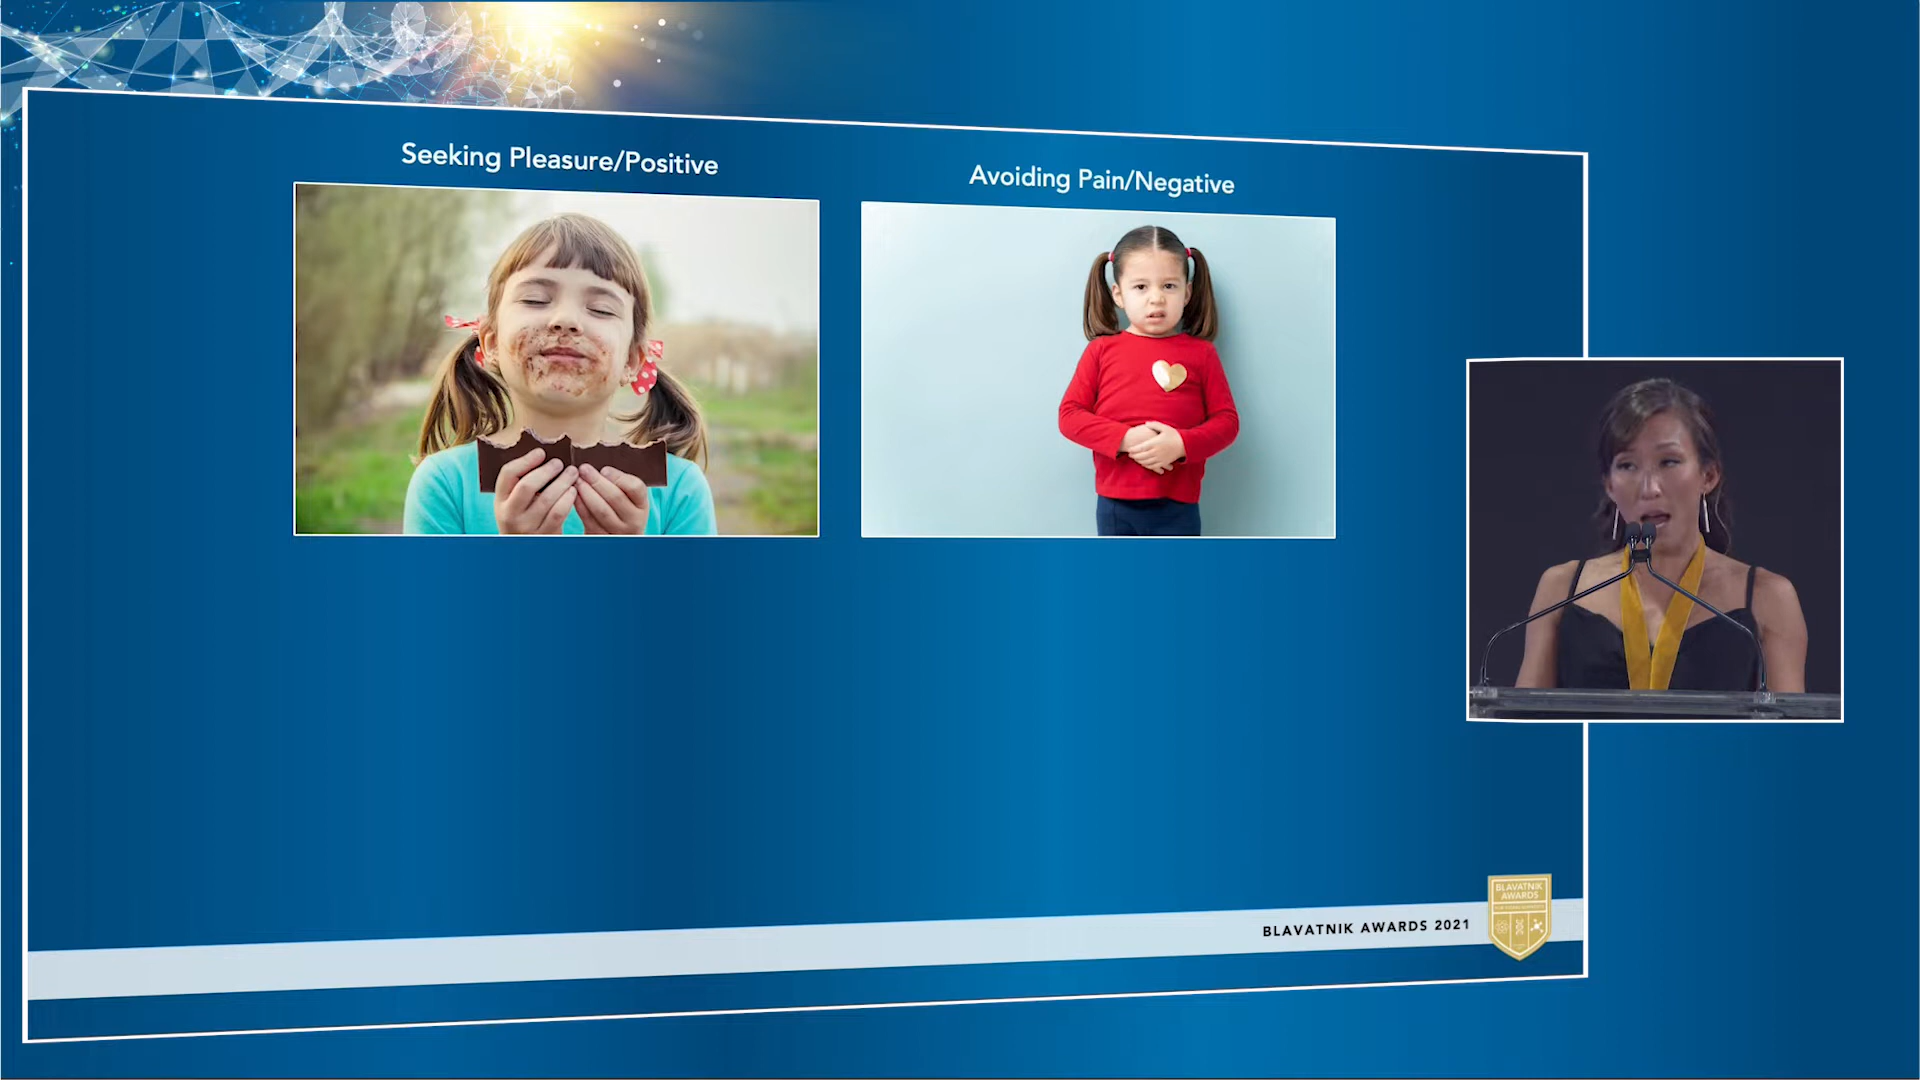 Seeking Pleasure/Positive
Avoiding Pain/Negative
BLAVATNIK AWARDS 2021
BLAVATNIK
AWARDS